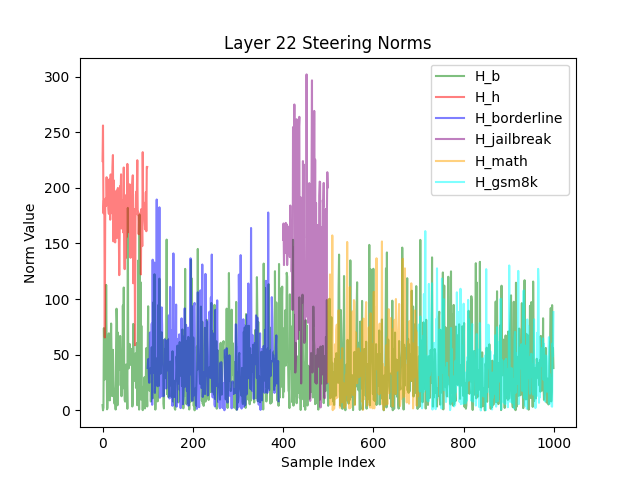 Layer 22 Steering Norms
300
250
200
150
100
50
0
Norm Value
0
200
400
600
800
1000
Sample Index
H_b
H_h
H_borderline
H_jailbreak
H_math
H_gsm8k